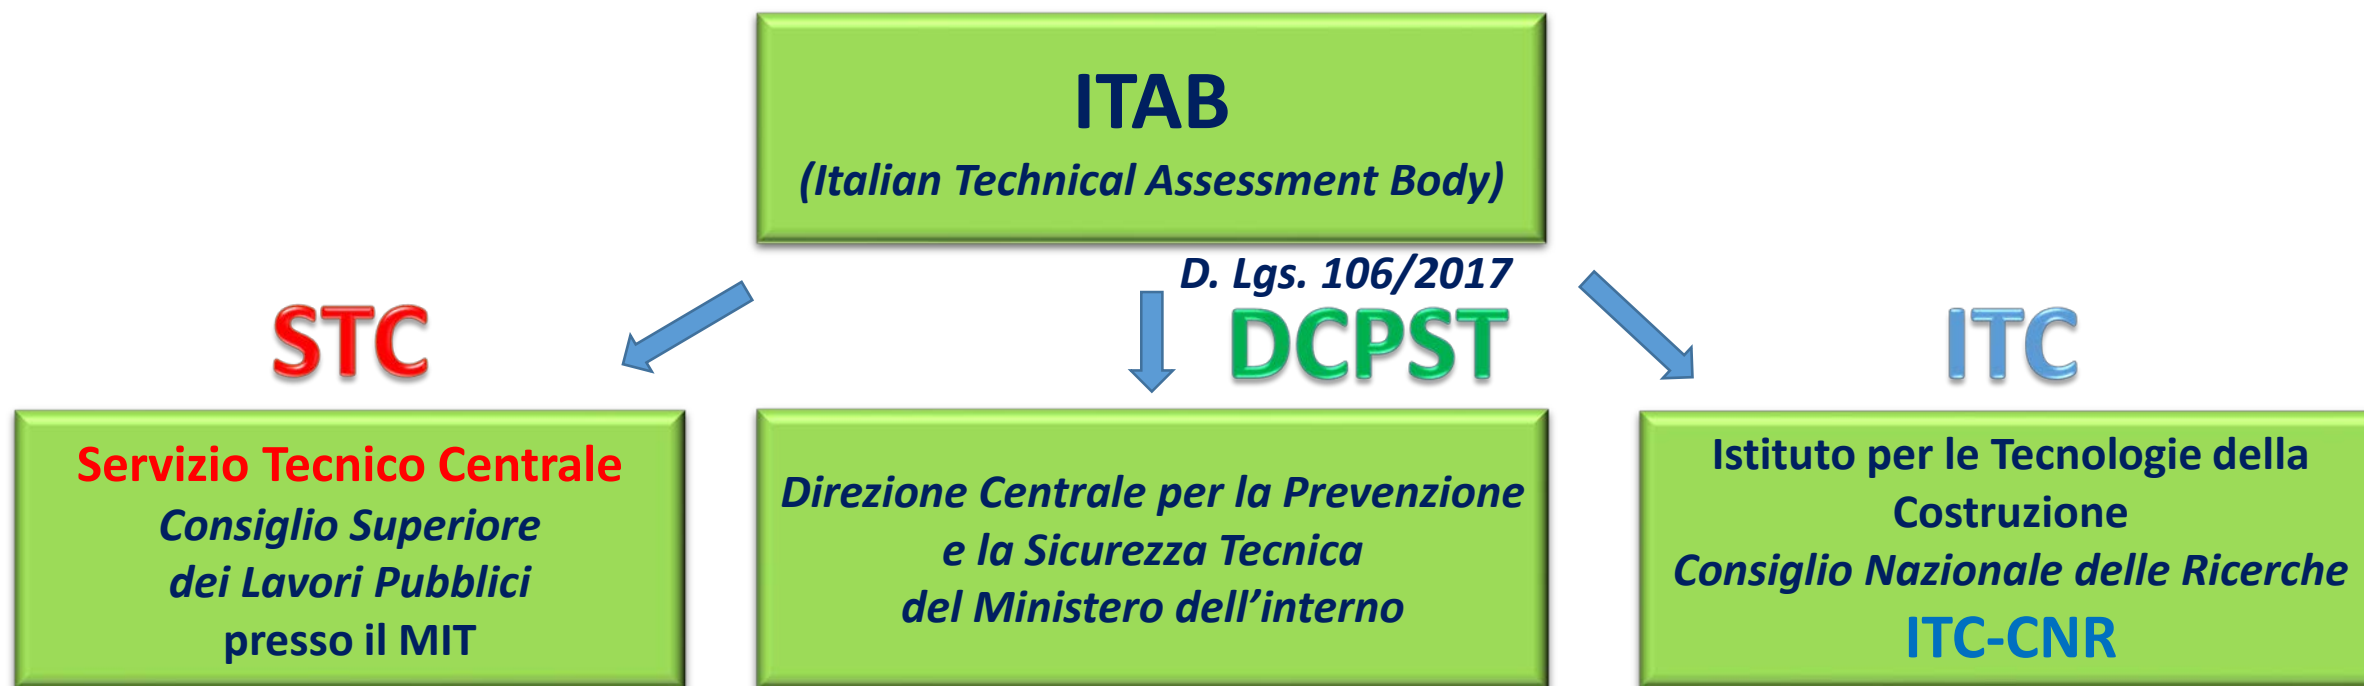 ITAB
(Italian Technical Assessment Body)
D. Lgs. 106/2017
STC
Servizio Tecnico Centrale
Consiglio Superiore
dei Lavori Pubblici
presso il MIT
DCPST
Direzione Centrale per la Prevenzione
e la Sicurezza Tecnica
del Ministero dell’interno
ITC
Istituto per le Tecnologie della
Costruzione
Consiglio Nazionale delle Ricerche
ITC-CNR